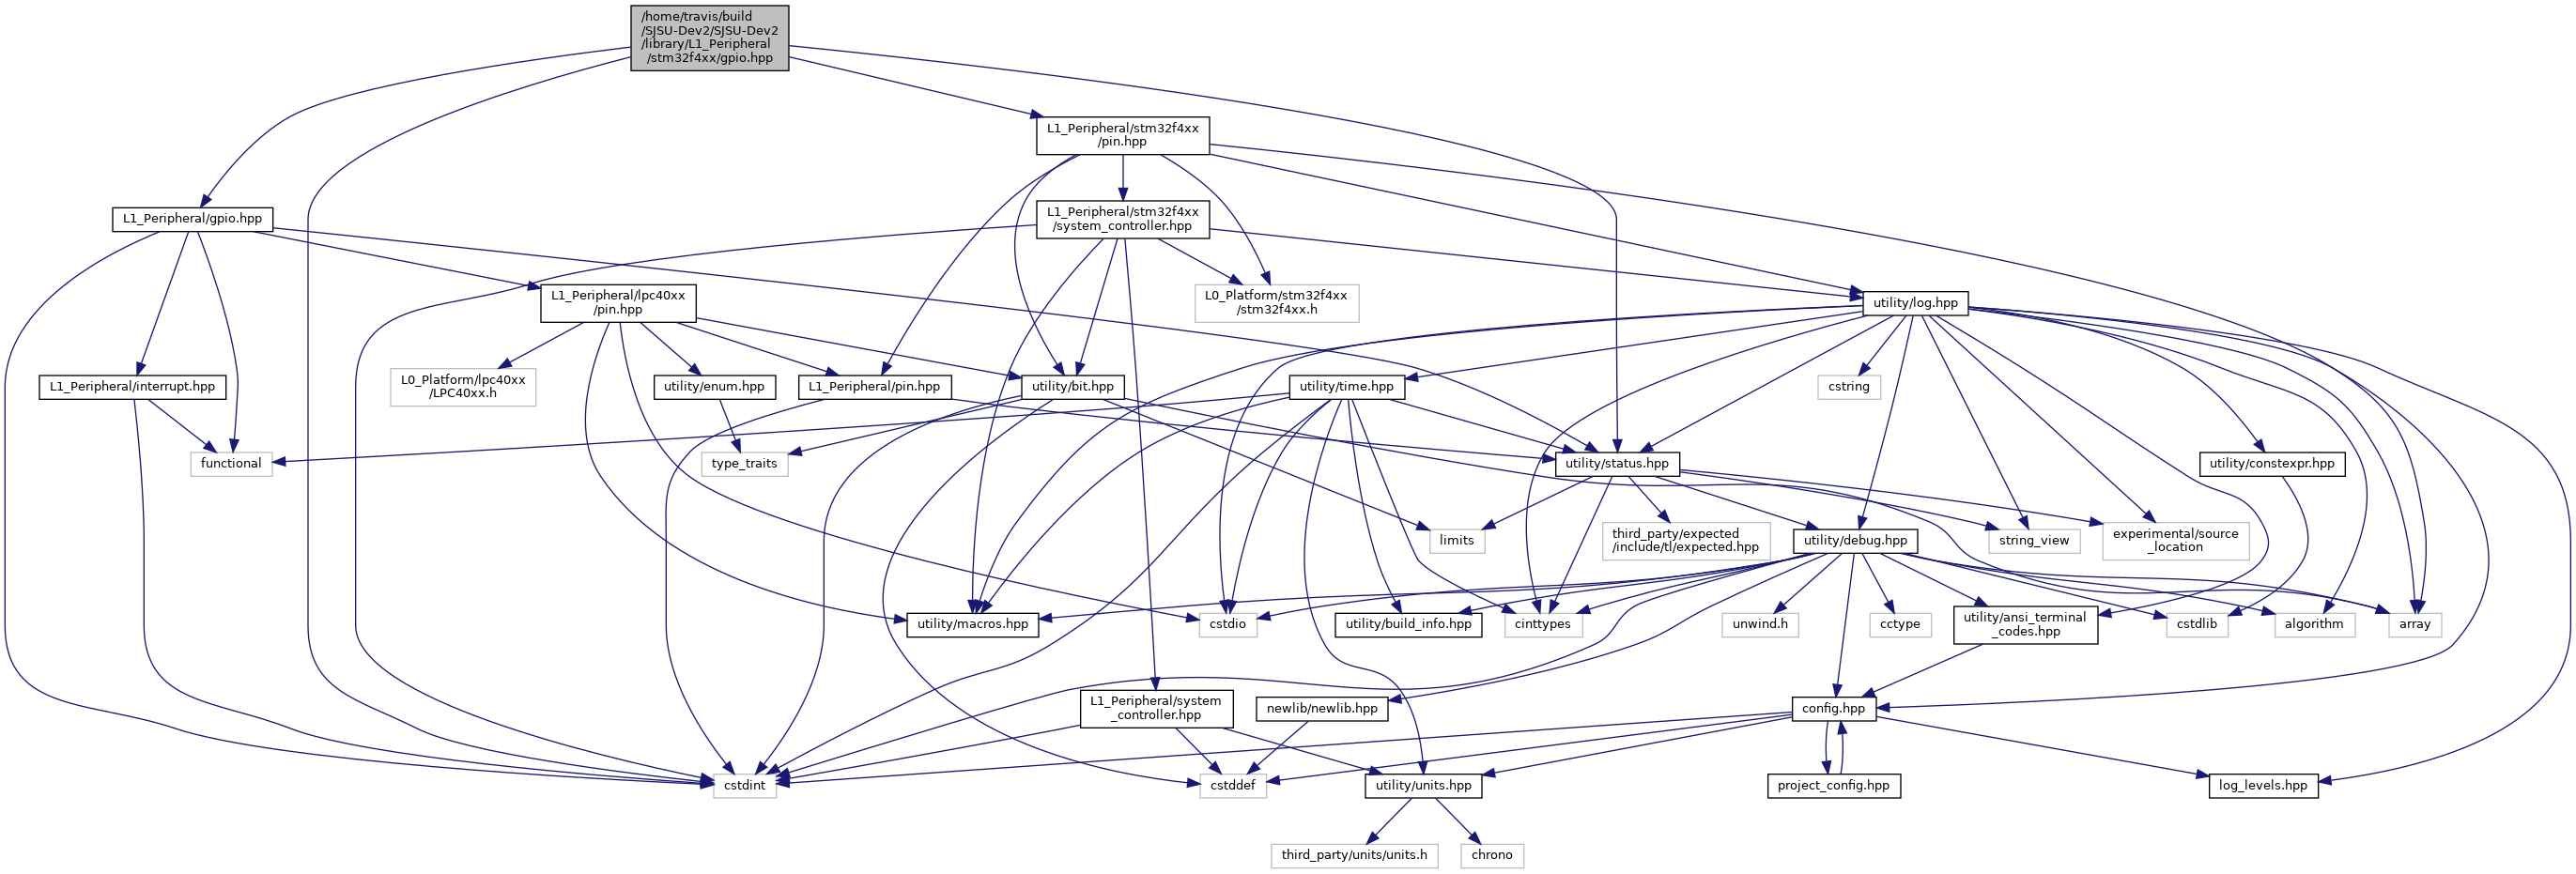 /home/travis/build
/SJSU-Dev2/SJSU-Dev2
/library/L1_Peripheral
/stm32f4xx/gpio.hpp
L1_Peripheral/stm32f4xx
/pin.hpp
L1_Peripheral/gpio.hpp
L1_Peripheral/stm32f4xx
/system_controller.hpp
L1_Peripheral/lpc40xx
/pin.hpp
L0_Platform/stm32f4xx
/stm32f4xx.h
utility/log.hpp
L1_Peripheral/interrupt.hpp
L0_Platform/lpc40xx
/LPC40xx.h
utility/enum.hpp
L1_Peripheral/pin.hpp
utility/bit.hpp
utility/time.hpp
cstring
functional
type_traits
utility/status.hpp
utility/constexpr.hpp
limits
third_party/expected
/include/tl/expected.hpp
utility/debug.hpp
string_view
experimental/source
_location
utility/macros.hpp
cstdio
utility/build_info.hpp
cinttypes
unwind.h
cctype
utility/ansi_terminal
_codes.hpp
cstdlib
algorithm
array
L1_Peripheral/system
_controller.hpp
newlib/newlib.hpp
config.hpp
cstdint
cstddef
utility/units.hpp
project_config.hpp
log_levels.hpp
third_party/units/units.h
chrono